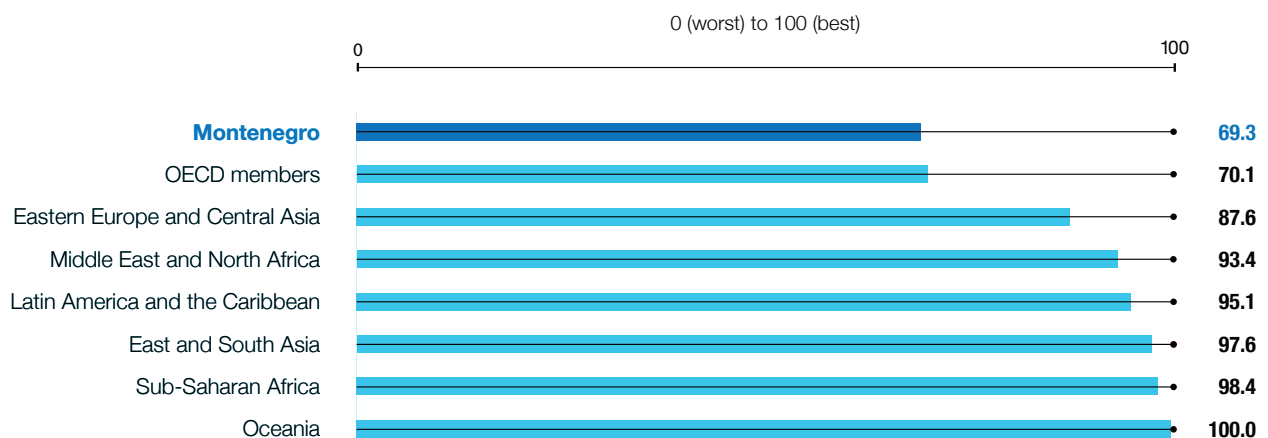 0 (worst) to 100 (best)
0 100
Montenegro 69.3
OECD members 70.1
Eastern Europe and Central Asia 87.6
Middle East and North Africa 93.4
Latin America and the Caribbean 95.1
East and South Asia 97.6
Sub-Saharan Africa 98.4
Oceania 100.0